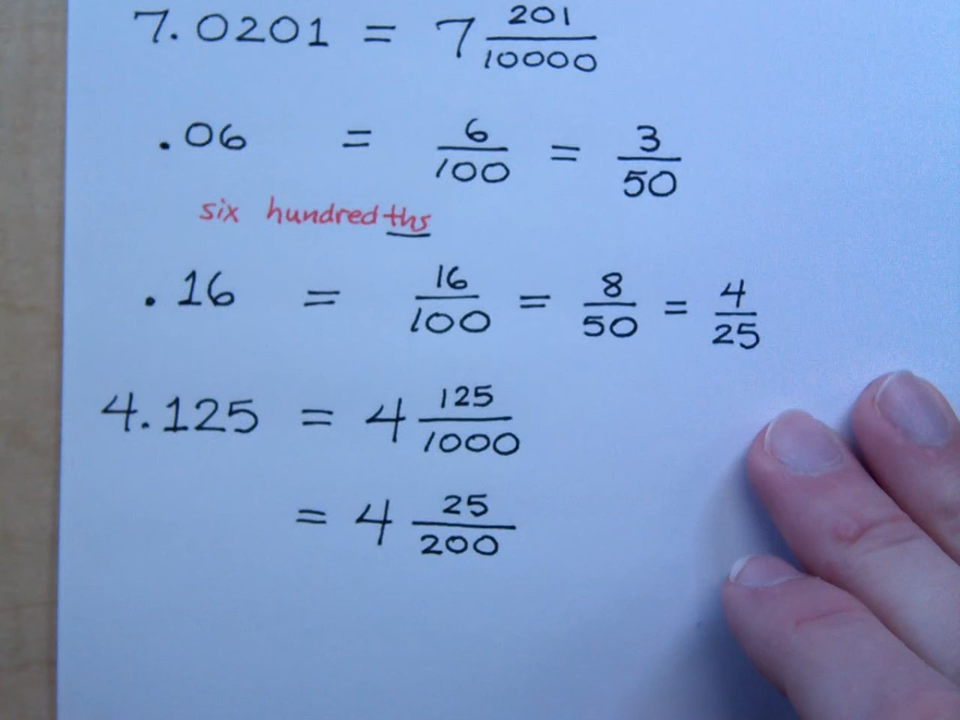 7.0201 = 7 201/10000
.06 = 6/100 = 3/50
six hundredths
.16 = 16/100 = 8/50 = 4/25
4.125 = 4 125/1000
= 4 25/200